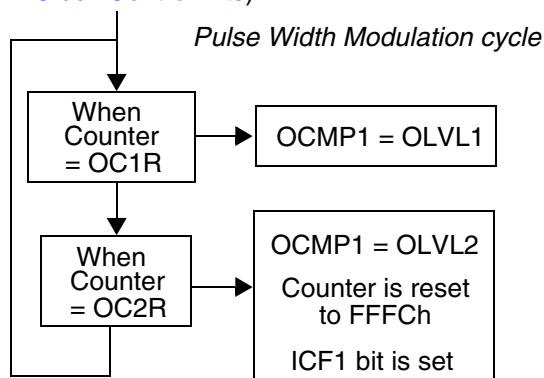 Pulse Width Modulation cycle
When
Counter
= OC1R
OCMP1 = OLVL1
When
Counter
= OC2R
OCMP1 = OLVL2
Counter is reset
to FFFCh
ICF1 bit is set